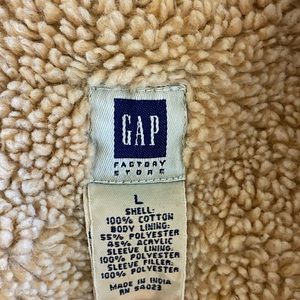 GAP
FACTORY
STORE
L
SHELL:
100% COTTON
BODY LINING:
55% POLYESTER
45% ACRYLIC
SLEEVE LINING:
100% POLYESTER
SLEEVE FILLER:
100% POLYESTER
MADE IN INDIA
RN 54023